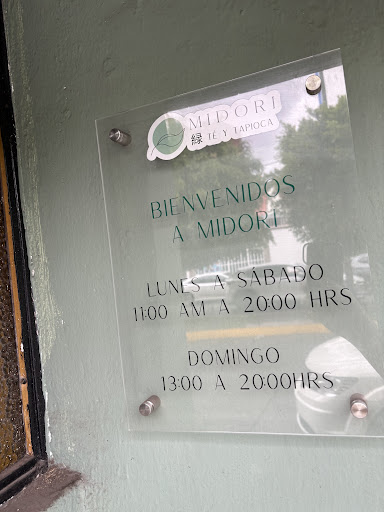 MIDORI
緑 TÉ Y TAPIOCA
BIENVENIDOS
A MIDORI
LUNES A SÁBADO
11:00 AM A 20:00 HRS
DOMINGO
13:00 A 20:00HRS